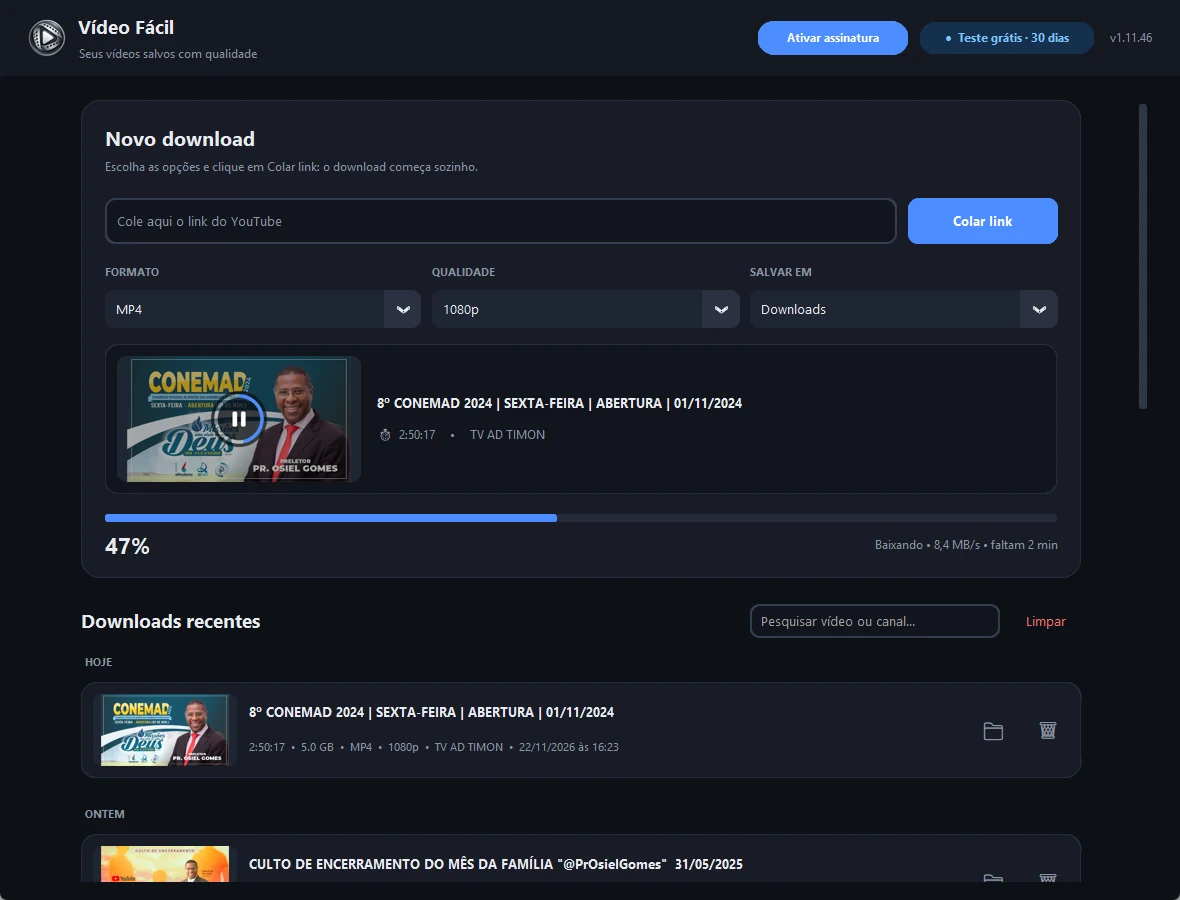 Vídeo Fácil
Seus vídeos salvos com qualidade
Ativar assinatura
• Teste grátis · 30 dias
v1.11.46
Novo download
Escolha as opções e clique em Colar link: o download começa sozinho.
Cole aqui o link do YouTube
Colar link
FORMATO
QUALIDADE
SALVAR EM
MP4
1080p
Downloads
CONEMAD
2024
SEXTA-FEIRA - ABERTURA
Deus
PRELETOR
PR. OSIEL GOMES
8º CONEMAD 2024 | SEXTA-FEIRA | ABERTURA | 01/11/2024
2:50:17 • TV AD TIMON
47%
Baixando • 8,4 MB/s • faltam 2 min
Downloads recentes
Pesquisar vídeo ou canal...
Limpar
HOJE
CONEMAD
Deus
PR. OSIEL GOMES
8º CONEMAD 2024 | SEXTA-FEIRA | ABERTURA | 01/11/2024
2:50:17 • 5.0 GB • MP4 • 1080p • TV AD TIMON • 22/11/2026 às 16:23
ONTEM
CULTO DE ENCERRAMENTO
YouTube
CULTO DE ENCERRAMENTO DO MÊS DA FAMÍLIA "@PrOsielGomes" 31/05/2025